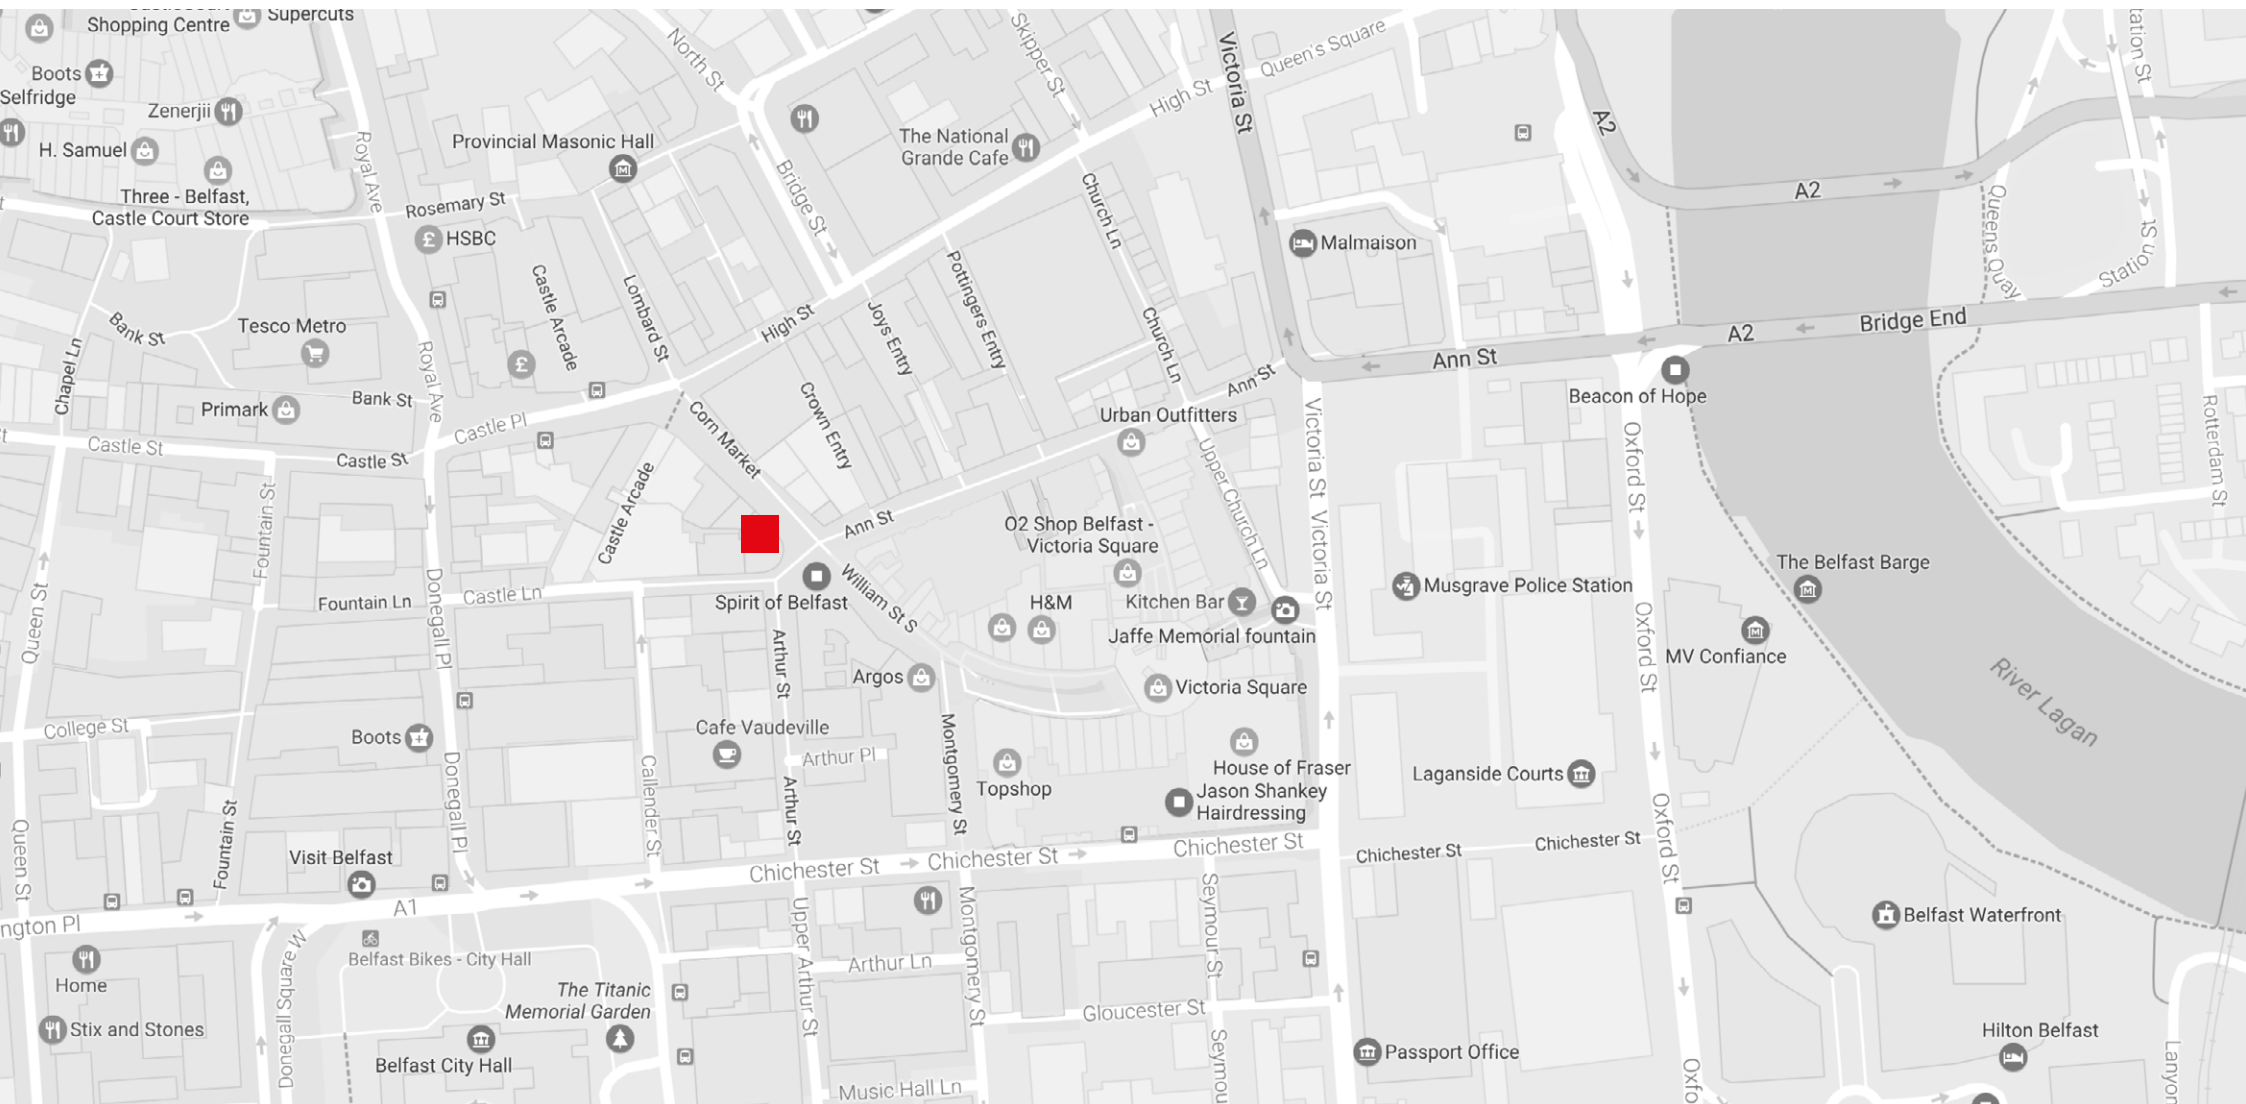 CastleCourt
Shopping Centre
Supercuts
Boots
Selfridge
Zenerjii
H. Samuel
Three - Belfast,
Castle Court Store
Royal Ave
North St
Provincial Masonic Hall
Rosemary St
HSBC
Skipper St
The National
Grande Cafe
High St
Victoria St
Queen's Square
A2
A2
Station St
Queens Quay
Station St
Bridge St
Church Ln
Malmaison
Castle Arcade
Lombard St
Pottingers Entry
Joys Entry
High St
Bank St
Tesco Metro
Chapel Ln
Royal Ave
Bank St
Primark
Castle St
Castle St
Castle Pl
Corn Market
Crown Entry
Church Ln
Ann St
Urban Outfitters
Ann St
A2
Bridge End
Beacon of Hope
Rotterdam St
Castle Arcade
Ann St
Upper Church Ln
Victoria St
Victoria St
Oxford St
Fountain St
O2 Shop Belfast -
Victoria Square
Queen St
Donegall Pl
Fountain Ln
Castle Ln
Spirit of Belfast
William St S
H&M
Kitchen Bar
Jaffe Memorial fountain
Musgrave Police Station
The Belfast Barge
MV Confiance
Oxford St
River Lagan
Arthur St
Argos
Victoria Square
College St
Boots
Cafe Vaudeville
Arthur Pl
Donegall Pl
Callender St
Arthur St
Montgomery St
Topshop
House of Fraser
Jason Shankey
Hairdressing
Laganside Courts
Queen St
Fountain St
Visit Belfast
Chichester St
Chichester St
Chichester St
Chichester St
Chichester St
Oxford St
ngton Pl
A1
Belfast Bikes - City Hall
Home
Donegall Square W
The Titanic
Memorial Garden
Upper Arthur St
Arthur Ln
Montgomery St
Seymour St
Gloucester St
Belfast Waterfront
Stix and Stones
Belfast City Hall
Music Hall Ln
Seymou
Passport Office
Oxfo
Hilton Belfast
Lanyon